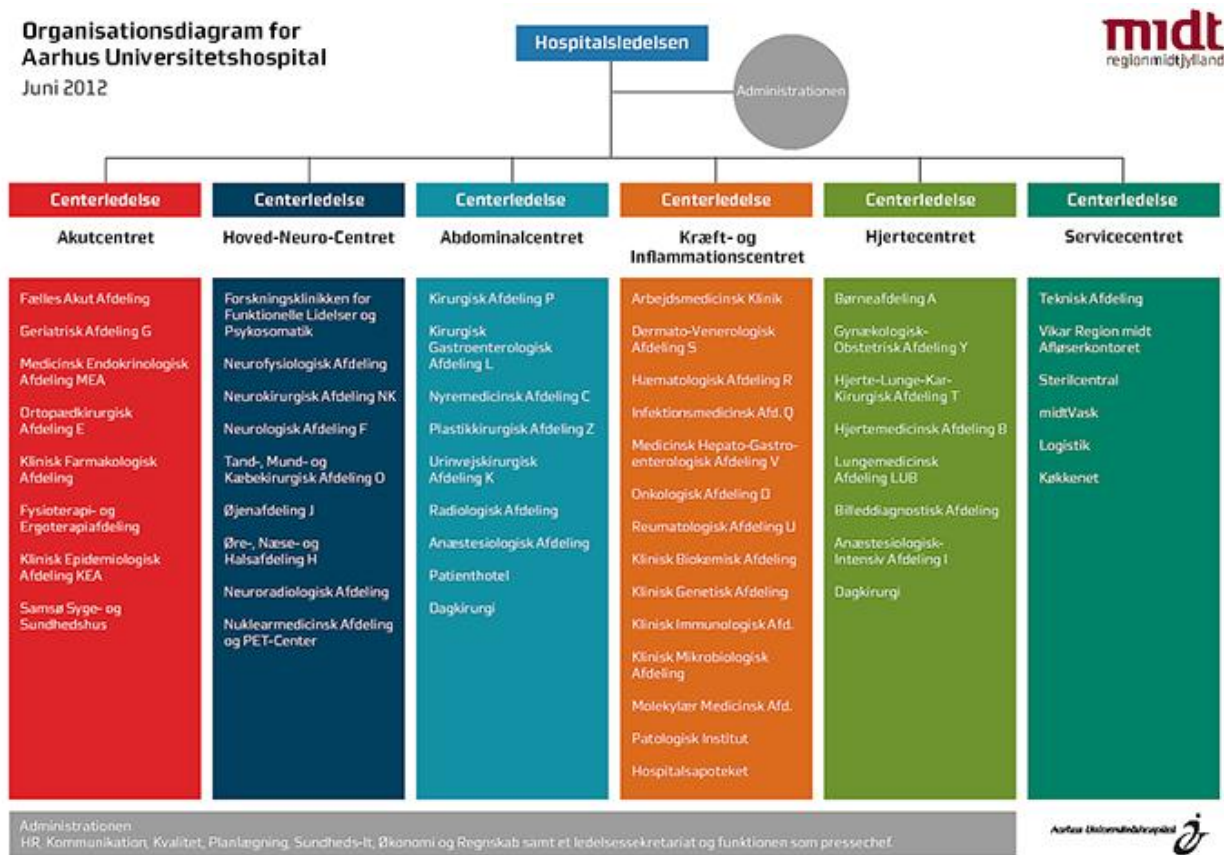 Organisationsdiagram for
Aarhus Universitetshospital
Juni 2012
Hospitalsledelsen
Administrationen
midt
regionmidtjylland
Centerledelse
Akutcentret
Fælles Akut Afdeling
Geriatrisk Afdeling G
Medicinsk Endokrinologisk
Afdeling MEA
Ortopædkirurgisk
Afdeling E
Klinisk Farmakologisk
Afdeling
Fysioterapi- og
Ergoterapiafdeling
Klinisk Epidemiologisk
Afdeling KEA
Samsø Syge- og
Sundhedshus
Centerledelse
Hoved-Neuro-Centret
Forskningsklinikken for
Funktionelle Lidelser og
Psykosomatik
Neurofysiologisk Afdeling
Neurokirurgisk Afdeling NK
Neurologisk Afdeling F
Tand-, Mund- og
Kæbekirurgisk Afdeling O
Øjenafdeling J
Øre-, Næse- og
Halsafdeling H
Neuroradiologisk Afdeling
Nuklearmedicinsk Afdeling
og PET-Center
Centerledelse
Abdominalcentret
Kirurgisk Afdeling P
Kirurgisk
Gastroenterologisk
Afdeling L
Nyremedicinsk Afdeling C
Plastikkirurgisk Afdeling Z
Urinvejskirurgisk
Afdeling K
Radiologisk Afdeling
Anæstesiologisk Afdeling
Patienthotel
Dagkirurgi
Centerledelse
Kræft- og
Inflammationscentret
Arbejdsmedicinsk Klinik
Dermato-Venerologisk
Afdeling S
Hæmatologisk Afdeling R
Infektionsmedicinsk Afd. Q
Medicinsk Hepato-Gastro-
enterologisk Afdeling V
Onkologisk Afdeling D
Reumatologisk Afdeling U
Klinisk Biokemisk Afdeling
Klinisk Genetisk Afdeling
Klinisk Immunologisk Afd.
Klinisk Mikrobiologisk
Afdeling
Molekylær Medicinsk Afd.
Patologisk Institut
Hospitalsapoteket
Centerledelse
Hjertecentret
Børneafdeling A
Gynækologisk-
Obstetrisk Afdeling Y
Hjerte-Lunge-Kar-
Kirurgisk Afdeling T
Hjertemedicinsk Afdeling B
Lungemedicinsk
Afdeling LUB
Billeddiagnostisk Afdeling
Anæstesiologisk-
Intensiv Afdeling I
Dagkirurgi
Centerledelse
Servicecentret
Teknisk Afdeling
Vikar Region midt
Afløserkontoret
Sterilcentral
midtVask
Logistik
Køkkenet
Administrationen
HR, Kommunikation, Kvalitet, Planlægning, Sundheds-It, Økonomi og Regnskab samt et ledelsessekretariat og funktionen som pressechef.
Aarhus Universitetshospital